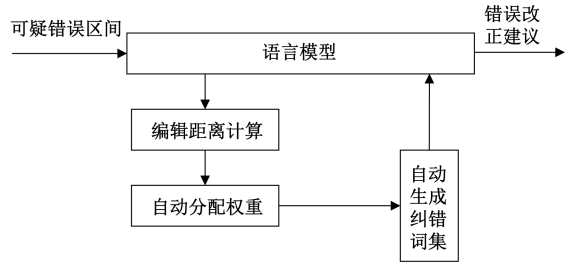 可疑错误区间
错误改
正建议
语言模型
编辑距离计算
自动分配权重
自动
生成
纠错
词集